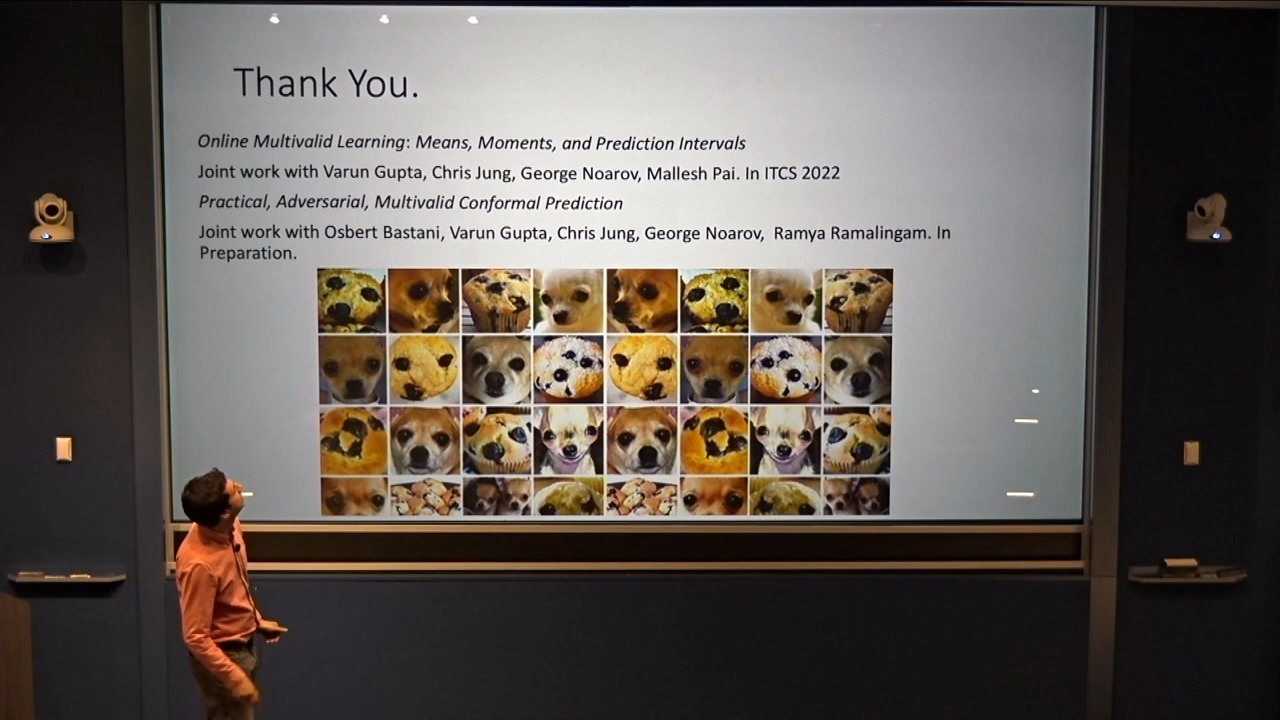 Thank You.
Online Multivalid Learning: Means, Moments, and Prediction Intervals
Joint work with Varun Gupta, Chris Jung, George Noarov, Mallesh Pai. In ITCS 2022
Practical, Adversarial, Multivalid Conformal Prediction
Joint work with Osbert Bastani, Varun Gupta, Chris Jung, George Noarov, Ramya Ramalingam. In
Preparation.